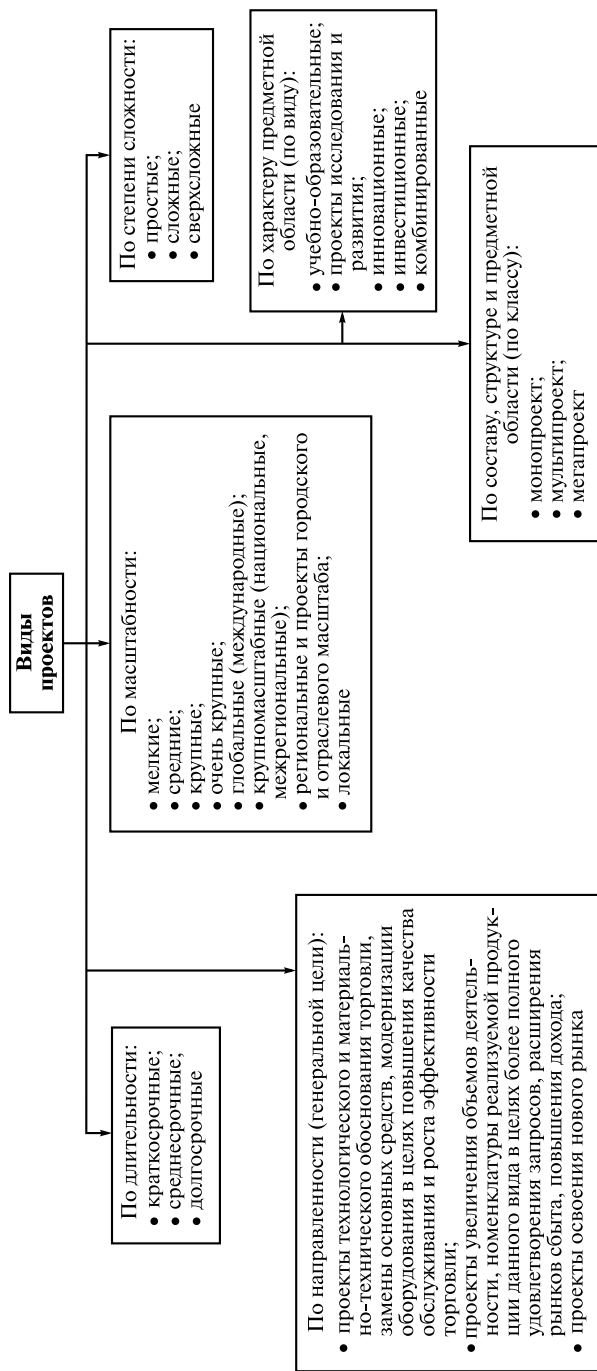 Виды
проектов
По длительности:
• краткосрочные;
• среднесрочные;
• долгосрочные
По направленности (генеральной цели):
• проекты технологического и материаль-
но-технического обоснования торговли,
замены основных средств, модернизации
оборудования в целях повышения качества
обслуживания и роста эффективности
торговли;
• проекты увеличения объемов деятель-
ности, номенклатуры реализуемой продук-
ции данного вида в целях более полного
удовлетворения запросов, расширения
рынков сбыта, повышения дохода;
• проекты освоения нового рынка
По масштабности:
• мелкие;
• средние;
• крупные;
• очень крупные;
• глобальные (международные);
• крупномасштабные (национальные,
межрегиональные);
• региональные и проекты городского
и отраслевого масштаба;
• локальные
По степени сложности:
• простые;
• сложные;
• сверхсложные
По характеру предметной
области (по виду):
• учебно-образовательные;
• проекты исследования и
развития;
• инновационные;
• инвестиционные;
• комбинированные
По составу, структуре и предметной
области (по классу):
• монопроект;
• мультипроект;
• мегапроект